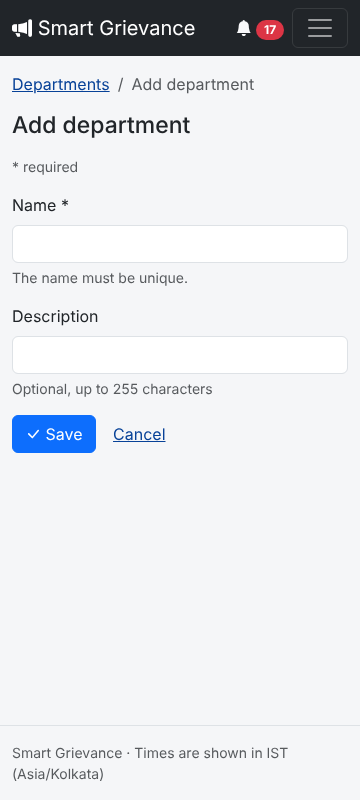 Smart Grievance 17
Departments / Add department
Add department
* required
Name *
The name must be unique.
Description
Optional, up to 255 characters
Save Cancel
Smart Grievance · Times are shown in IST
(Asia/Kolkata)